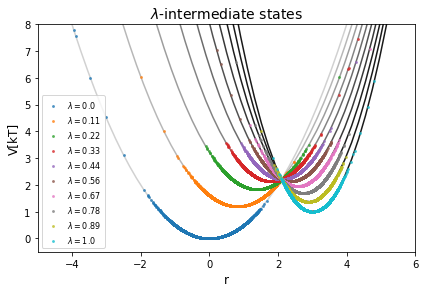 λ-intermediate states
V[kT]
8
7
6
5
4
3
2
1
0
λ = 0.0
λ = 0.11
λ = 0.22
λ = 0.33
λ = 0.44
λ = 0.56
λ = 0.67
λ = 0.78
λ = 0.89
λ = 1.0
−4 −2 0 2 4 6
r